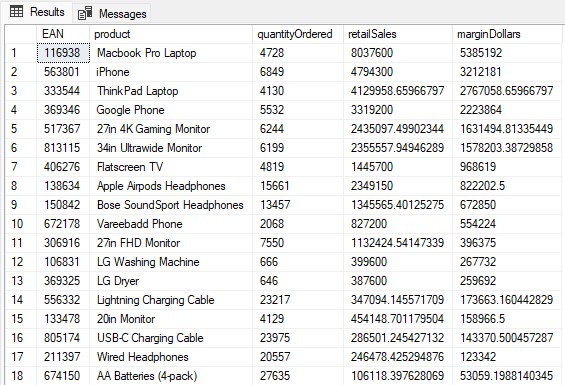 Results Messages
EAN product quantityOrdered retailSales marginDollars
1 116938 Macbook Pro Laptop 4728 8037600 5385192
2 563801 iPhone 6849 4794300 3212181
3 333544 ThinkPad Laptop 4130 4129958.65966797 2767058.65966797
4 369346 Google Phone 5532 3319200 2223864
5 517367 27in 4K Gaming Monitor 6244 2435097.49902344 1631494.81335449
6 813115 34in Ultrawide Monitor 6199 2355557.94946289 1578203.38729858
7 406276 Flatscreen TV 4819 1445700 968619
8 138634 Apple Airpods Headphones 15661 2349150 822202.5
9 150842 Bose SoundSport Headphones 13457 1345565.40125275 672850
10 672178 Vareebadd Phone 2068 827200 554224
11 306916 27in FHD Monitor 7550 1132424.54147339 396375
12 106831 LG Washing Machine 666 399600 267732
13 369325 LG Dryer 646 387600 259692
14 556332 Lightning Charging Cable 23217 347094.145571709 173663.160442829
15 133478 20in Monitor 4129 454148.701179504 158966.5
16 805174 USB-C Charging Cable 23975 286501.245427132 143370.500457287
17 211397 Wired Headphones 20557 246478.425294876 123342
18 674150 AA Batteries (4-pack) 27635 106118.397628069 53059.1988140345